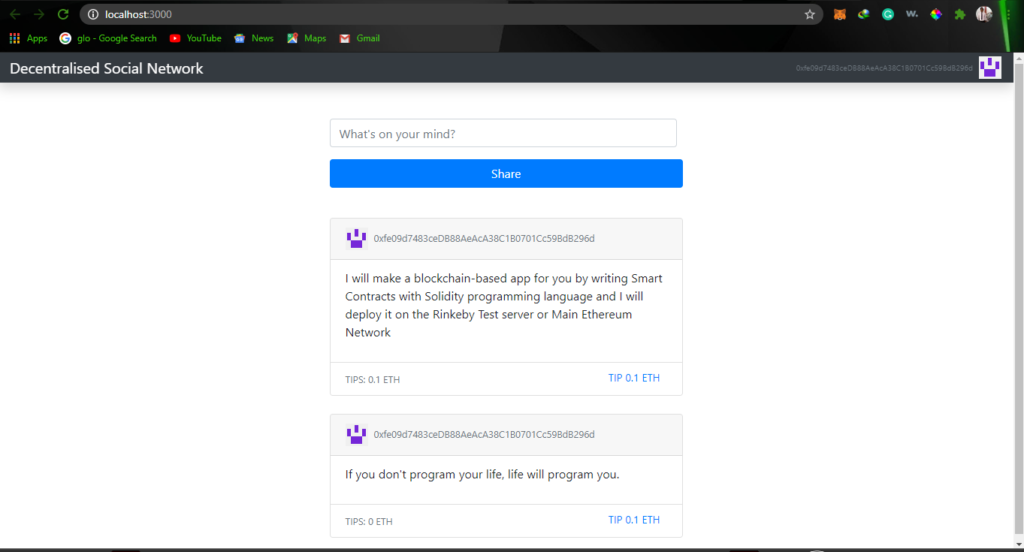 localhost:3000
Apps glo - Google Search YouTube News Maps Gmail
Decentralised Social Network
What's on your mind?
Share
0xfe09d7483ceDB88AeAcA38C1B0701Cc59BdB296d
I will make a blockchain-based app for you by writing Smart
Contracts with Solidity programming language and I will
deploy it on the Rinkeby Test server or Main Ethereum
Network
TIPS: 0.1 ETH TIP 0.1 ETH
0xfe09d7483ceDB88AeAcA38C1B0701Cc59BdB296d
If you don't program your life, life will program you.
TIPS: 0 ETH TIP 0.1 ETH